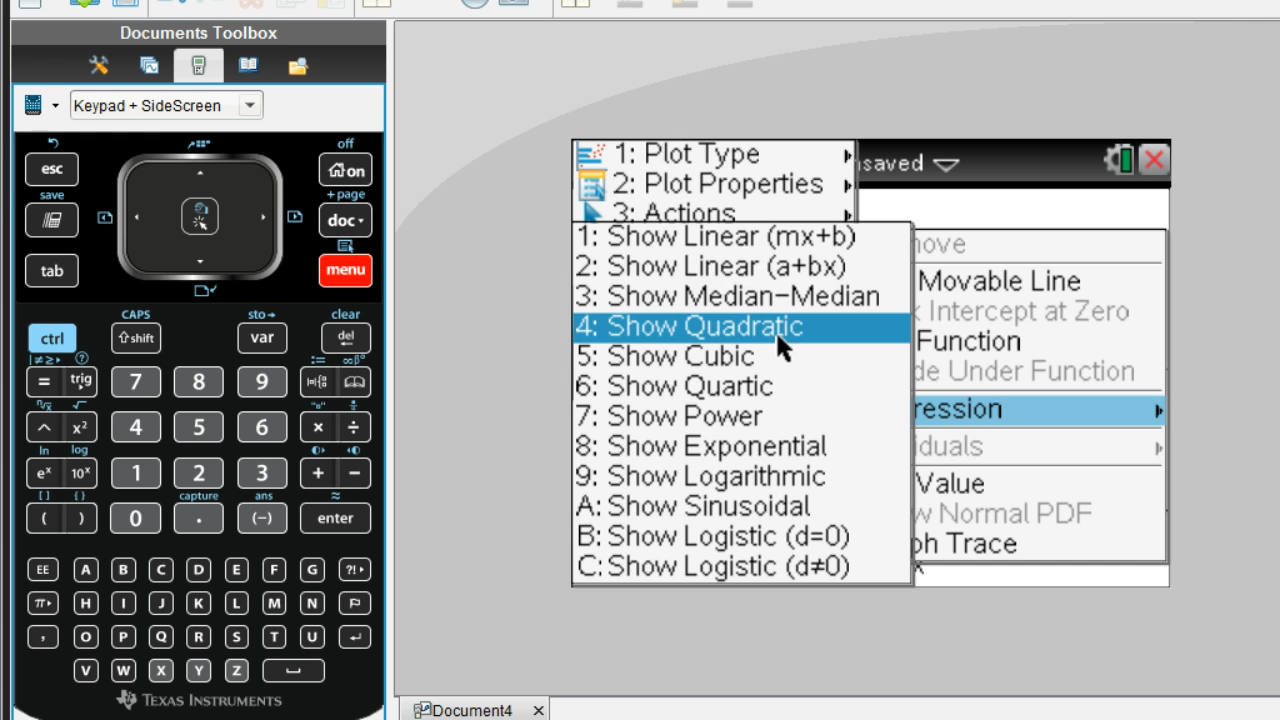 Documents Toolbox
Keypad + SideScreen
off
esc
on
save
+ page
doc
tab
menu
CAPS
sto→
clear
ctrl
⇧shift
var
del
|≠≥▸
:=
∞β°
=
trig
7
8
9
ⁿ√x
√
"▫"
^
x²
4
5
6
×
÷
ln
log
eˣ
10ˣ
1
2
3
+
−
[ ]
{ }
capture
ans
≈
(
)
0
.
(−)
enter
EE
A
B
C
D
E
F
G
?!▸
π▸
H
I
J
K
L
M
N
,
O
P
Q
R
S
T
U
V
W
X
Y
Z
TEXAS INSTRUMENTS
1: Plot Type
2: Plot Properties
3: Actions
1: Show Linear (mx+b)
2: Show Linear (a+bx)
3: Show Median−Median
4: Show Quadratic
5: Show Cubic
6: Show Quartic
7: Show Power
8: Show Exponential
9: Show Logarithmic
A: Show Sinusoidal
B: Show Logistic (d=0)
C: Show Logistic (d≠0)
nsaved
nove
Movable Line
Intercept at Zero
Function
de Under Function
ression
iduals
Value
w Normal PDF
ph Trace
x
Document4